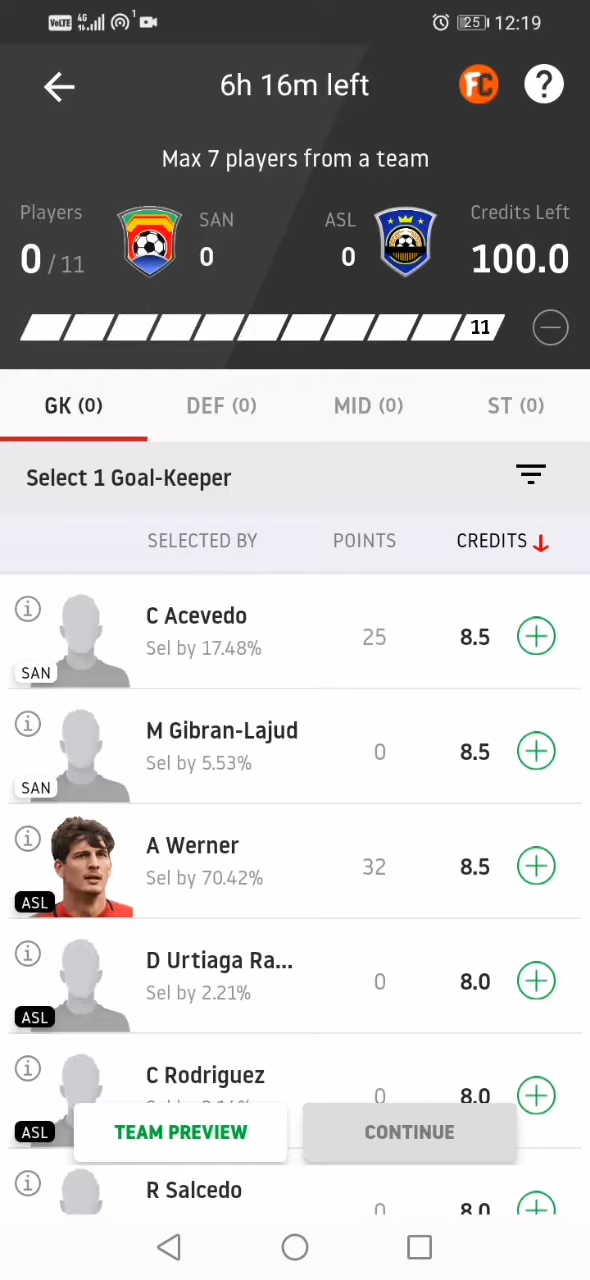 VoLTE 4G 1 25 12:19
6h 16m left FC ?
Max 7 players from a team
Players SAN ASL Credits Left
0 / 11 0 0 100.0
11
GK (0) DEF (0) MID (0) ST (0)
Select 1 Goal-Keeper
SELECTED BY POINTS CREDITS
C Acevedo
Sel by 17.48% 25 8.5
SAN
M Gibran-Lajud
Sel by 5.53% 0 8.5
SAN
A Werner
Sel by 70.42% 32 8.5
ASL
D Urtiaga Ra...
Sel by 2.21% 0 8.0
ASL
C Rodriguez
0 8.0
ASL
TEAM PREVIEW CONTINUE
R Salcedo
0 8.0